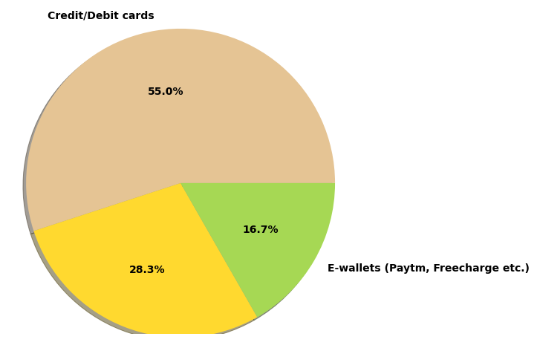 Credit/Debit cards
55.0%
16.7%
E-wallets (Paytm, Freecharge etc.)
28.3%